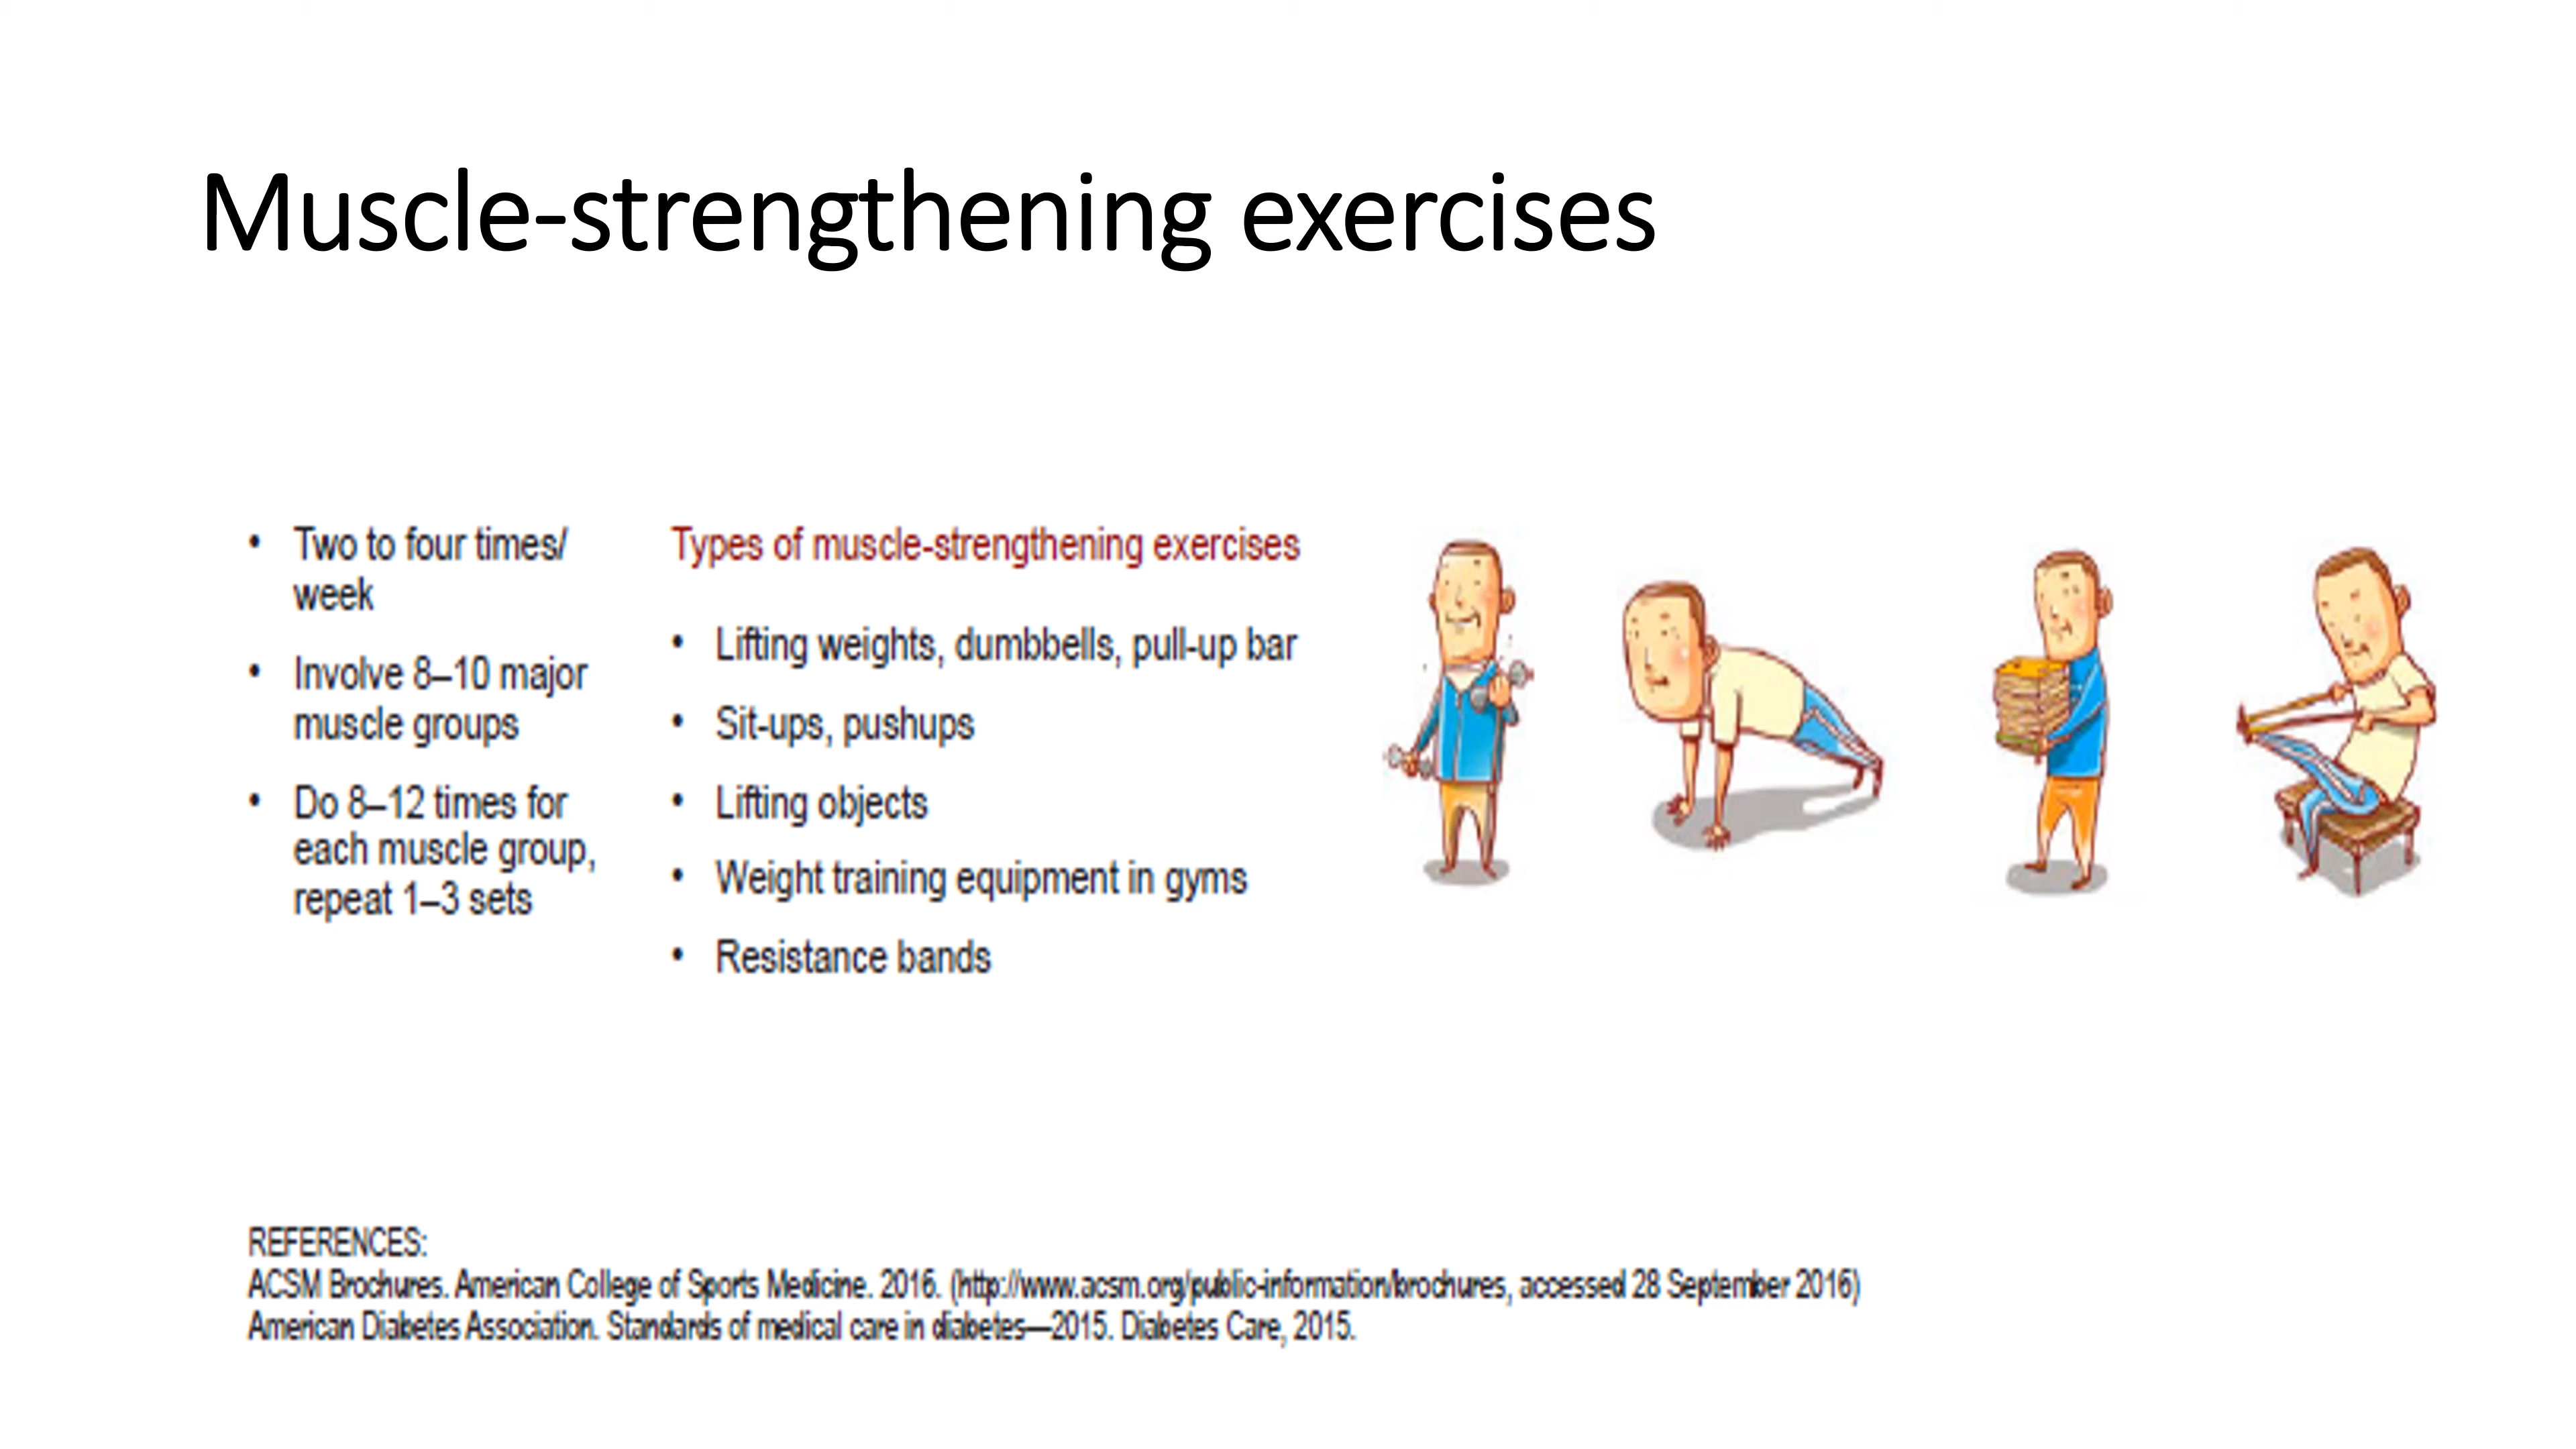 Muscle-strengthening exercises
• Two to four times/
week
• Involve 8–10 major
muscle groups
• Do 8–12 times for
each muscle group,
repeat 1–3 sets
Types of muscle-strengthening exercises
• Lifting weights, dumbbells, pull-up bar
• Sit-ups, pushups
• Lifting objects
• Weight training equipment in gyms
• Resistance bands
REFERENCES:
ACSM Brochures. American College of Sports Medicine. 2016. (http://www.acsm.org/public-information/brochures, accessed 28 September 2016)
American Diabetes Association. Standards of medical care in diabetes—2015. Diabetes Care, 2015.